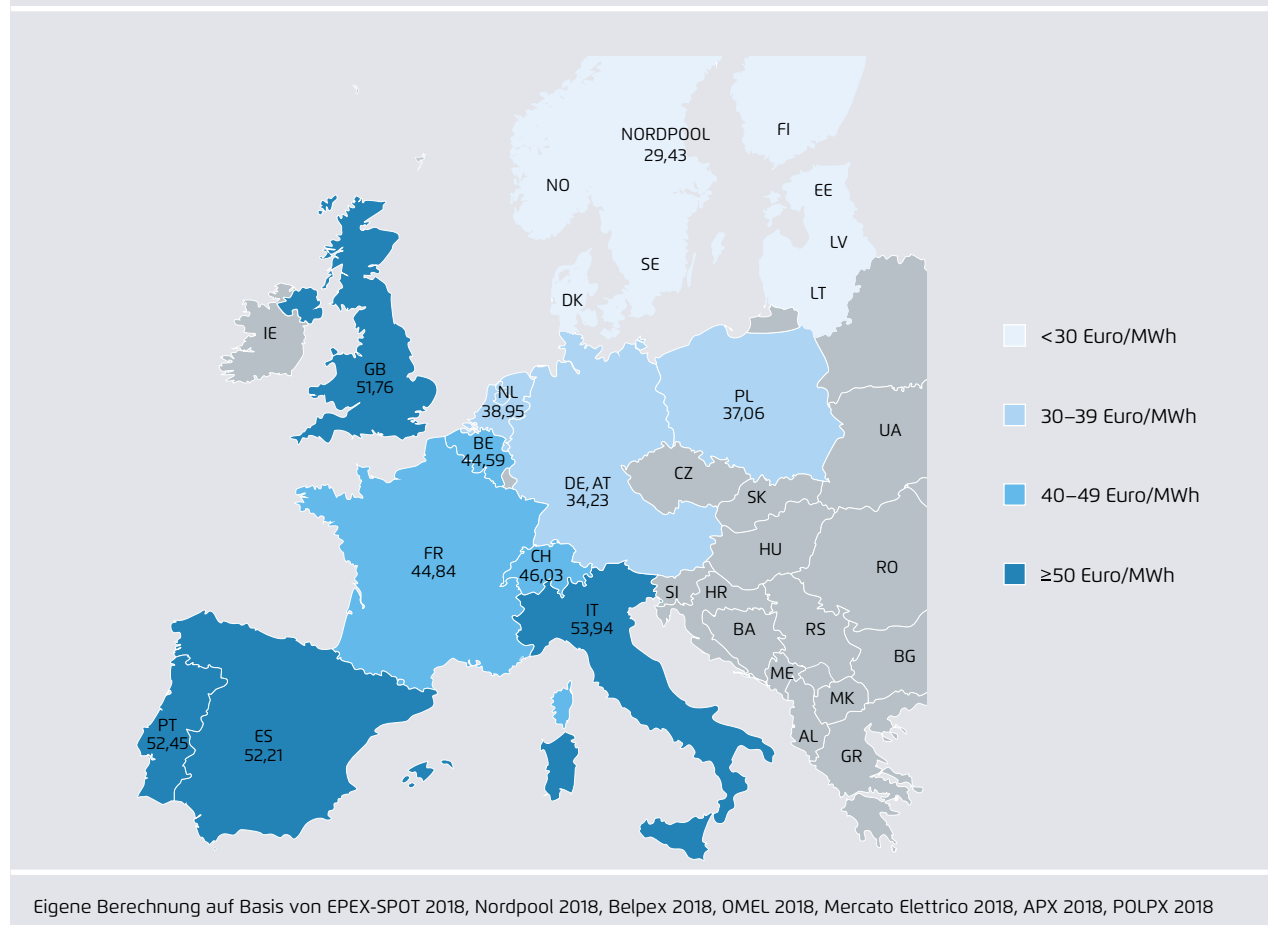 NORDPOOL
29,43
FI
NO
EE
LV
SE
LT
DK
IE
GB
51,76
NL
38,95
PL
37,06
BE
44,59
UA
CZ
DE, AT
34,23
SK
HU
FR
44,84
CH
46,03
RO
SI
HR
IT
53,94
BA
RS
BG
ME
MK
PT
52,45
ES
52,21
AL
GR
<30 Euro/MWh
30–39 Euro/MWh
40–49 Euro/MWh
≥50 Euro/MWh
Eigene Berechnung auf Basis von EPEX-SPOT 2018, Nordpool 2018, Belpex 2018, OMEL 2018, Mercato Elettrico 2018, APX 2018, POLPX 2018